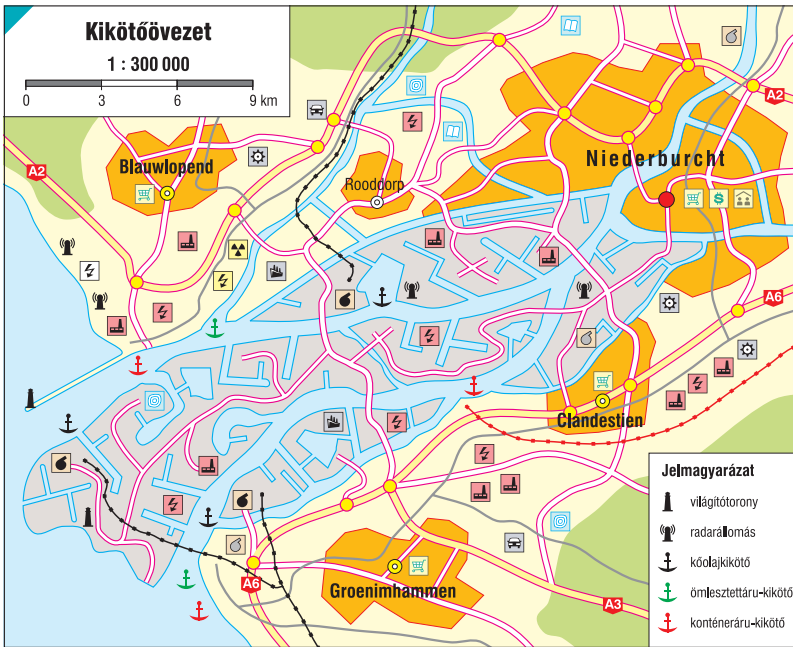 Kikötőövezet
1 : 300 000
0 3 6 9 km
A2
A2
Blauwlopend
Niederburcht
Rooddorp
$
A6
Clandestien
Jelmagyarázat
világítótorony
radarállomás
kőolajkikötő
ömlesztettáru-kikötő
konténeráru-kikötő
A6
Groenimhammen
A3